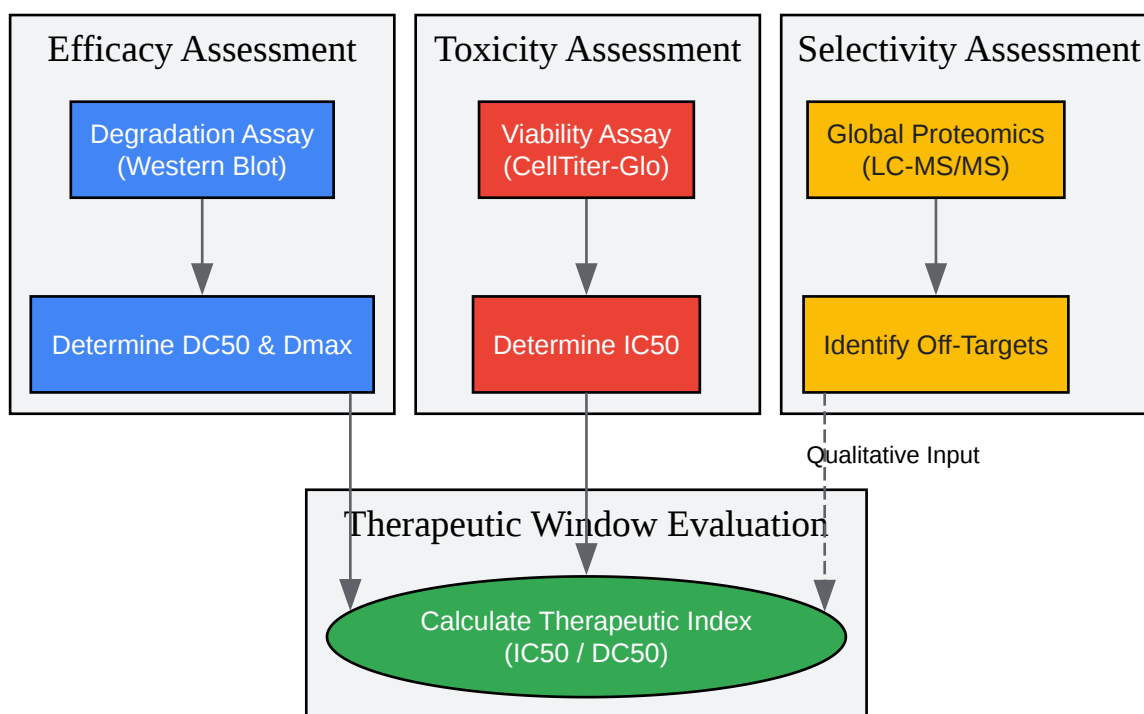 Efficacy Assessment
Degradation Assay
(Western Blot)
Determine DC50 & Dmax
Toxicity Assessment
Viability Assay
(CellTiter-Glo)
Determine IC50
Selectivity Assessment
Global Proteomics
(LC-MS/MS)
Identify Off-Targets
Qualitative Input
Therapeutic Window Evaluation
Calculate Therapeutic Index
(IC50 / DC50)